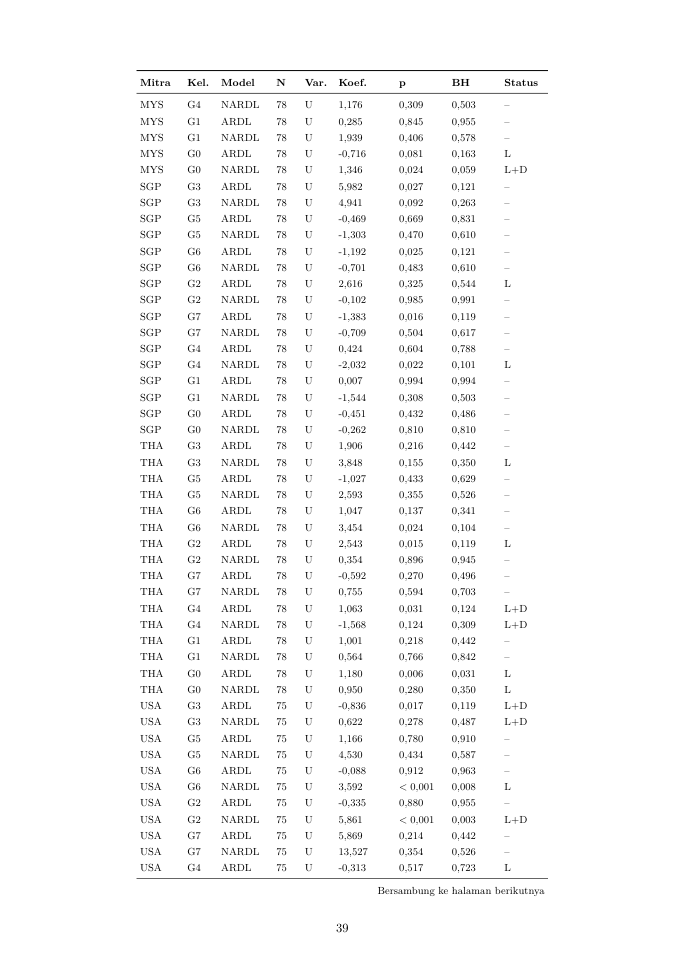 Mitra Kel. Model N Var. Koef. p BH Status
MYS G4 NARDL 78 U 1,176 0,309 0,503 –
MYS G1 ARDL 78 U 0,285 0,845 0,955 –
MYS G1 NARDL 78 U 1,939 0,406 0,578 –
MYS G0 ARDL 78 U -0,716 0,081 0,163 L
MYS G0 NARDL 78 U 1,346 0,024 0,059 L+D
SGP G3 ARDL 78 U 5,982 0,027 0,121 –
SGP G3 NARDL 78 U 4,941 0,092 0,263 –
SGP G5 ARDL 78 U -0,469 0,669 0,831 –
SGP G5 NARDL 78 U -1,303 0,470 0,610 –
SGP G6 ARDL 78 U -1,192 0,025 0,121 –
SGP G6 NARDL 78 U -0,701 0,483 0,610 –
SGP G2 ARDL 78 U 2,616 0,325 0,544 L
SGP G2 NARDL 78 U -0,102 0,985 0,991 –
SGP G7 ARDL 78 U -1,383 0,016 0,119 –
SGP G7 NARDL 78 U -0,709 0,504 0,617 –
SGP G4 ARDL 78 U 0,424 0,604 0,788 –
SGP G4 NARDL 78 U -2,032 0,022 0,101 L
SGP G1 ARDL 78 U 0,007 0,994 0,994 –
SGP G1 NARDL 78 U -1,544 0,308 0,503 –
SGP G0 ARDL 78 U -0,451 0,432 0,486 –
SGP G0 NARDL 78 U -0,262 0,810 0,810 –
THA G3 ARDL 78 U 1,906 0,216 0,442 –
THA G3 NARDL 78 U 3,848 0,155 0,350 L
THA G5 ARDL 78 U -1,027 0,433 0,629 –
THA G5 NARDL 78 U 2,593 0,355 0,526 –
THA G6 ARDL 78 U 1,047 0,137 0,341 –
THA G6 NARDL 78 U 3,454 0,024 0,104 –
THA G2 ARDL 78 U 2,543 0,015 0,119 L
THA G2 NARDL 78 U 0,354 0,896 0,945 –
THA G7 ARDL 78 U -0,592 0,270 0,496 –
THA G7 NARDL 78 U 0,755 0,594 0,703 –
THA G4 ARDL 78 U 1,063 0,031 0,124 L+D
THA G4 NARDL 78 U -1,568 0,124 0,309 L+D
THA G1 ARDL 78 U 1,001 0,218 0,442 –
THA G1 NARDL 78 U 0,564 0,766 0,842 –
THA G0 ARDL 78 U 1,180 0,006 0,031 L
THA G0 NARDL 78 U 0,950 0,280 0,350 L
USA G3 ARDL 75 U -0,836 0,017 0,119 L+D
USA G3 NARDL 75 U 0,622 0,278 0,487 L+D
USA G5 ARDL 75 U 1,166 0,780 0,910 –
USA G5 NARDL 75 U 4,530 0,434 0,587 –
USA G6 ARDL 75 U -0,088 0,912 0,963 –
USA G6 NARDL 75 U 3,592 < 0,001 0,008 L
USA G2 ARDL 75 U -0,335 0,880 0,955 –
USA G2 NARDL 75 U 5,861 < 0,001 0,003 L+D
USA G7 ARDL 75 U 5,869 0,214 0,442 –
USA G7 NARDL 75 U 13,527 0,354 0,526 –
USA G4 ARDL 75 U -0,313 0,517 0,723 L
Bersambung ke halaman berikutnya
39